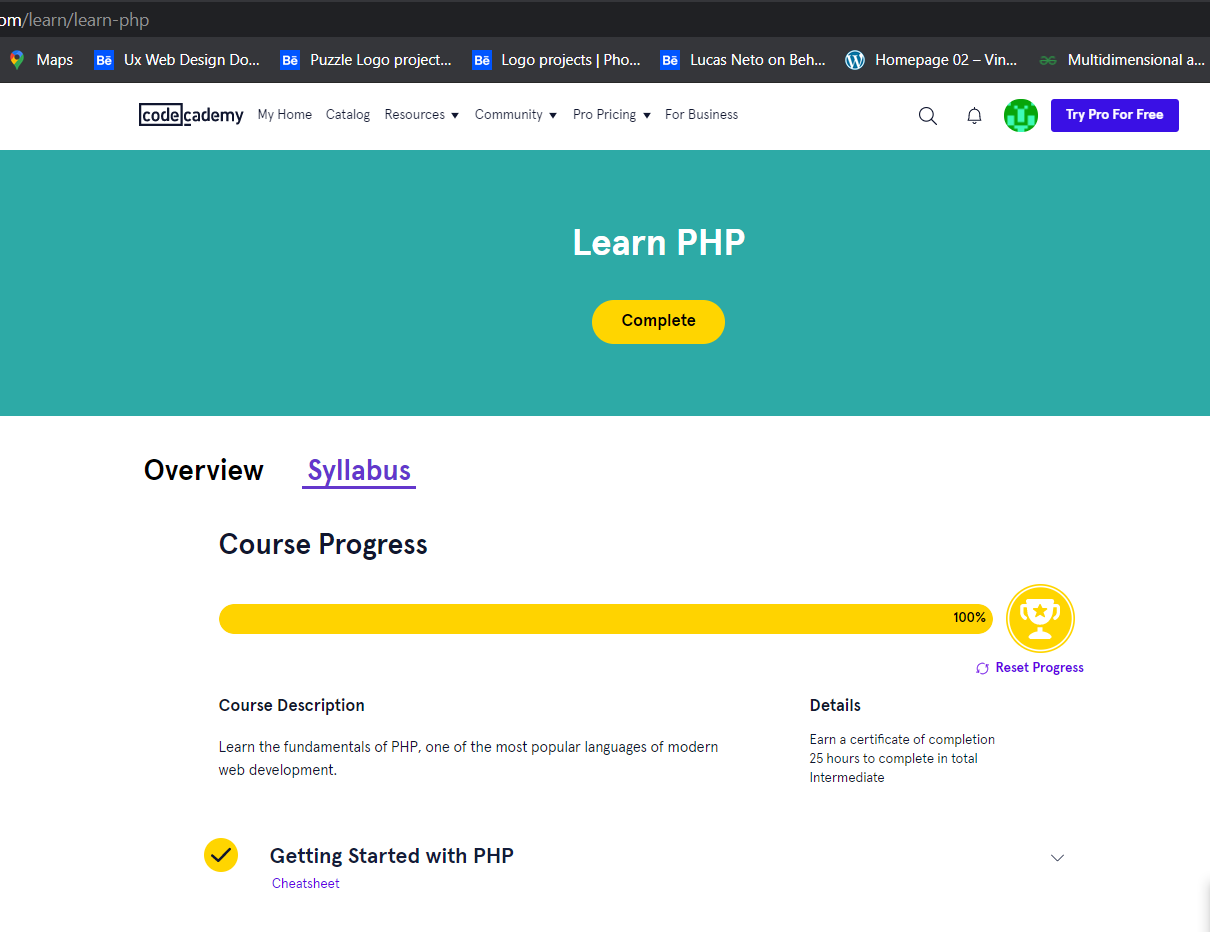 om/learn/learn-php
Maps Bē Ux Web Design Do... Bē Puzzle Logo project... Bē Logo projects | Pho... Bē Lucas Neto on Beh... Homepage 02 – Vin... Multidimensional a...
codecademy My Home Catalog Resources Community Pro Pricing For Business Try Pro For Free
Learn PHP
Complete
Overview Syllabus
Course Progress
100%
Reset Progress
Course Description
Learn the fundamentals of PHP, one of the most popular languages of modern
web development.
Details
Earn a certificate of completion
25 hours to complete in total
Intermediate
Getting Started with PHP
Cheatsheet